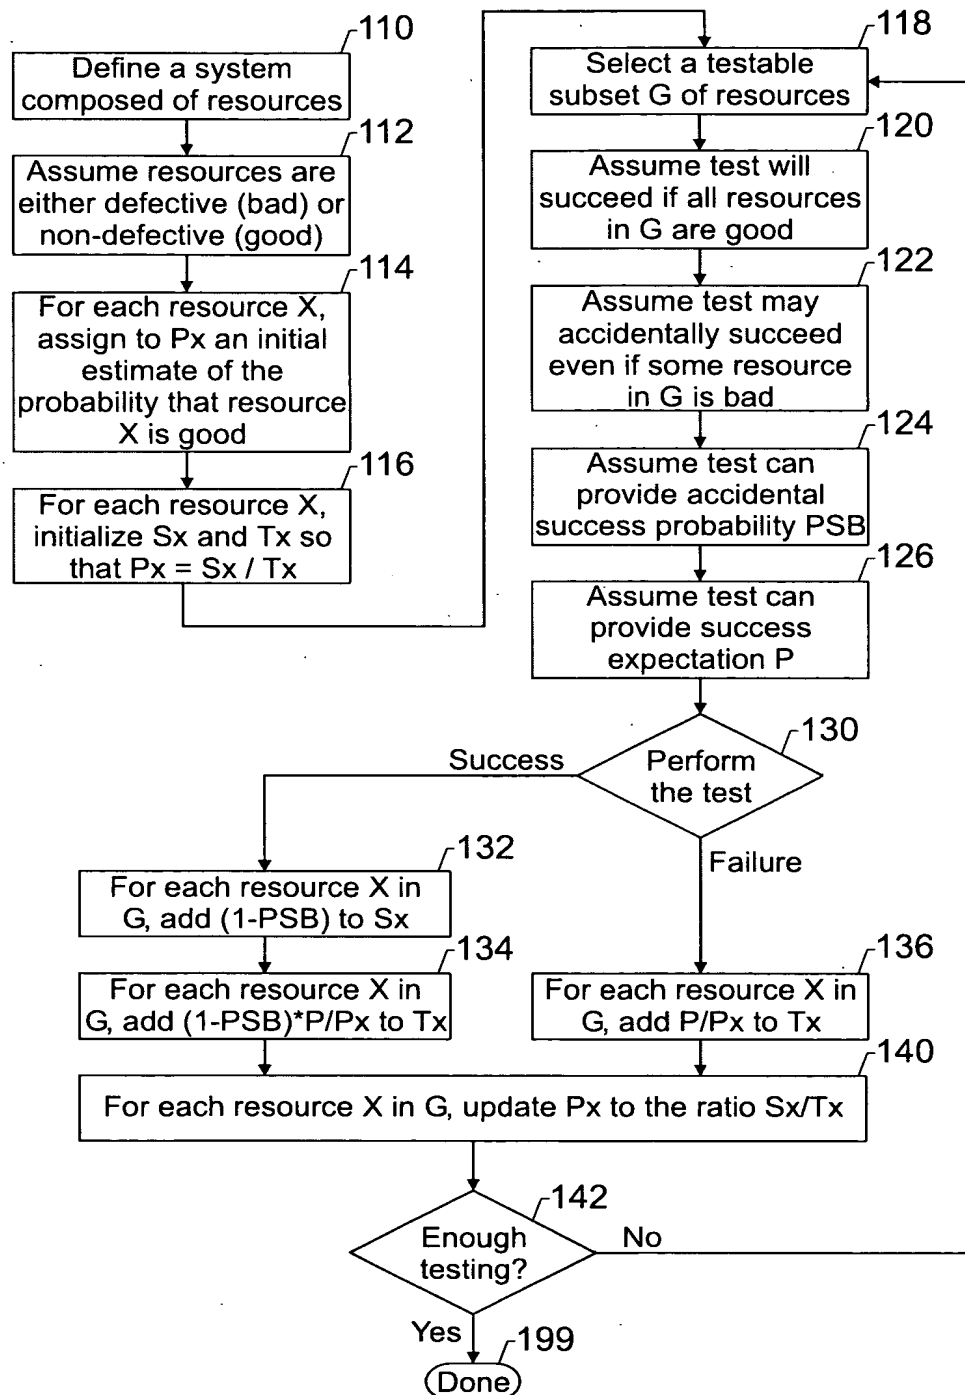 110
Define a system
composed of resources
112
Assume resources are
either defective (bad) or
non-defective (good)
114
For each resource X,
assign to Px an initial
estimate of the
probability that resource
X is good
116
For each resource X,
initialize Sx and Tx so
that Px = Sx / Tx
118
Select a testable
subset G of resources
120
Assume test will
succeed if all resources
in G are good
122
Assume test may
accidentally succeed
even if some resource
in G is bad
124
Assume test can
provide accidental
success probability PSB
126
Assume test can
provide success
expectation P
130
Perform
the test
Success
Failure
132
For each resource X in
G, add (1-PSB) to Sx
134
For each resource X in
G, add (1-PSB)*P/Px to Tx
136
For each resource X in
G, add P/Px to Tx
140
For each resource X in G, update Px to the ratio Sx/Tx
142
Enough
testing?
No
Yes
199
Done